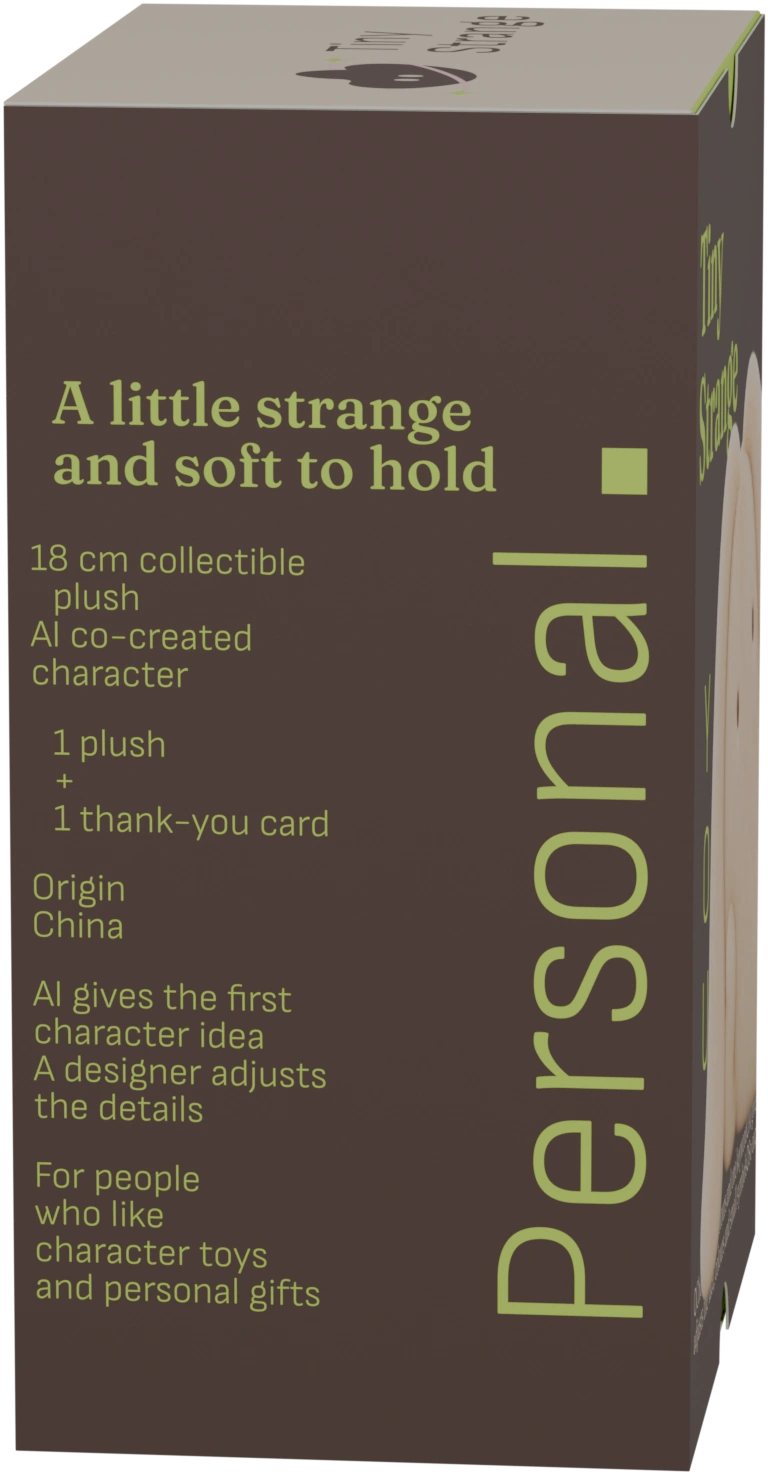 Tiny
Strange
A little strange
and soft to hold
18 cm collectible
plush
AI co-created
character
1 plush
+
1 thank-you card
Origin
China
AI gives the first
character idea
A designer adjusts
the details
For people
who like
character toys
and personal gifts
Personal.
Tiny
Strange
YOU